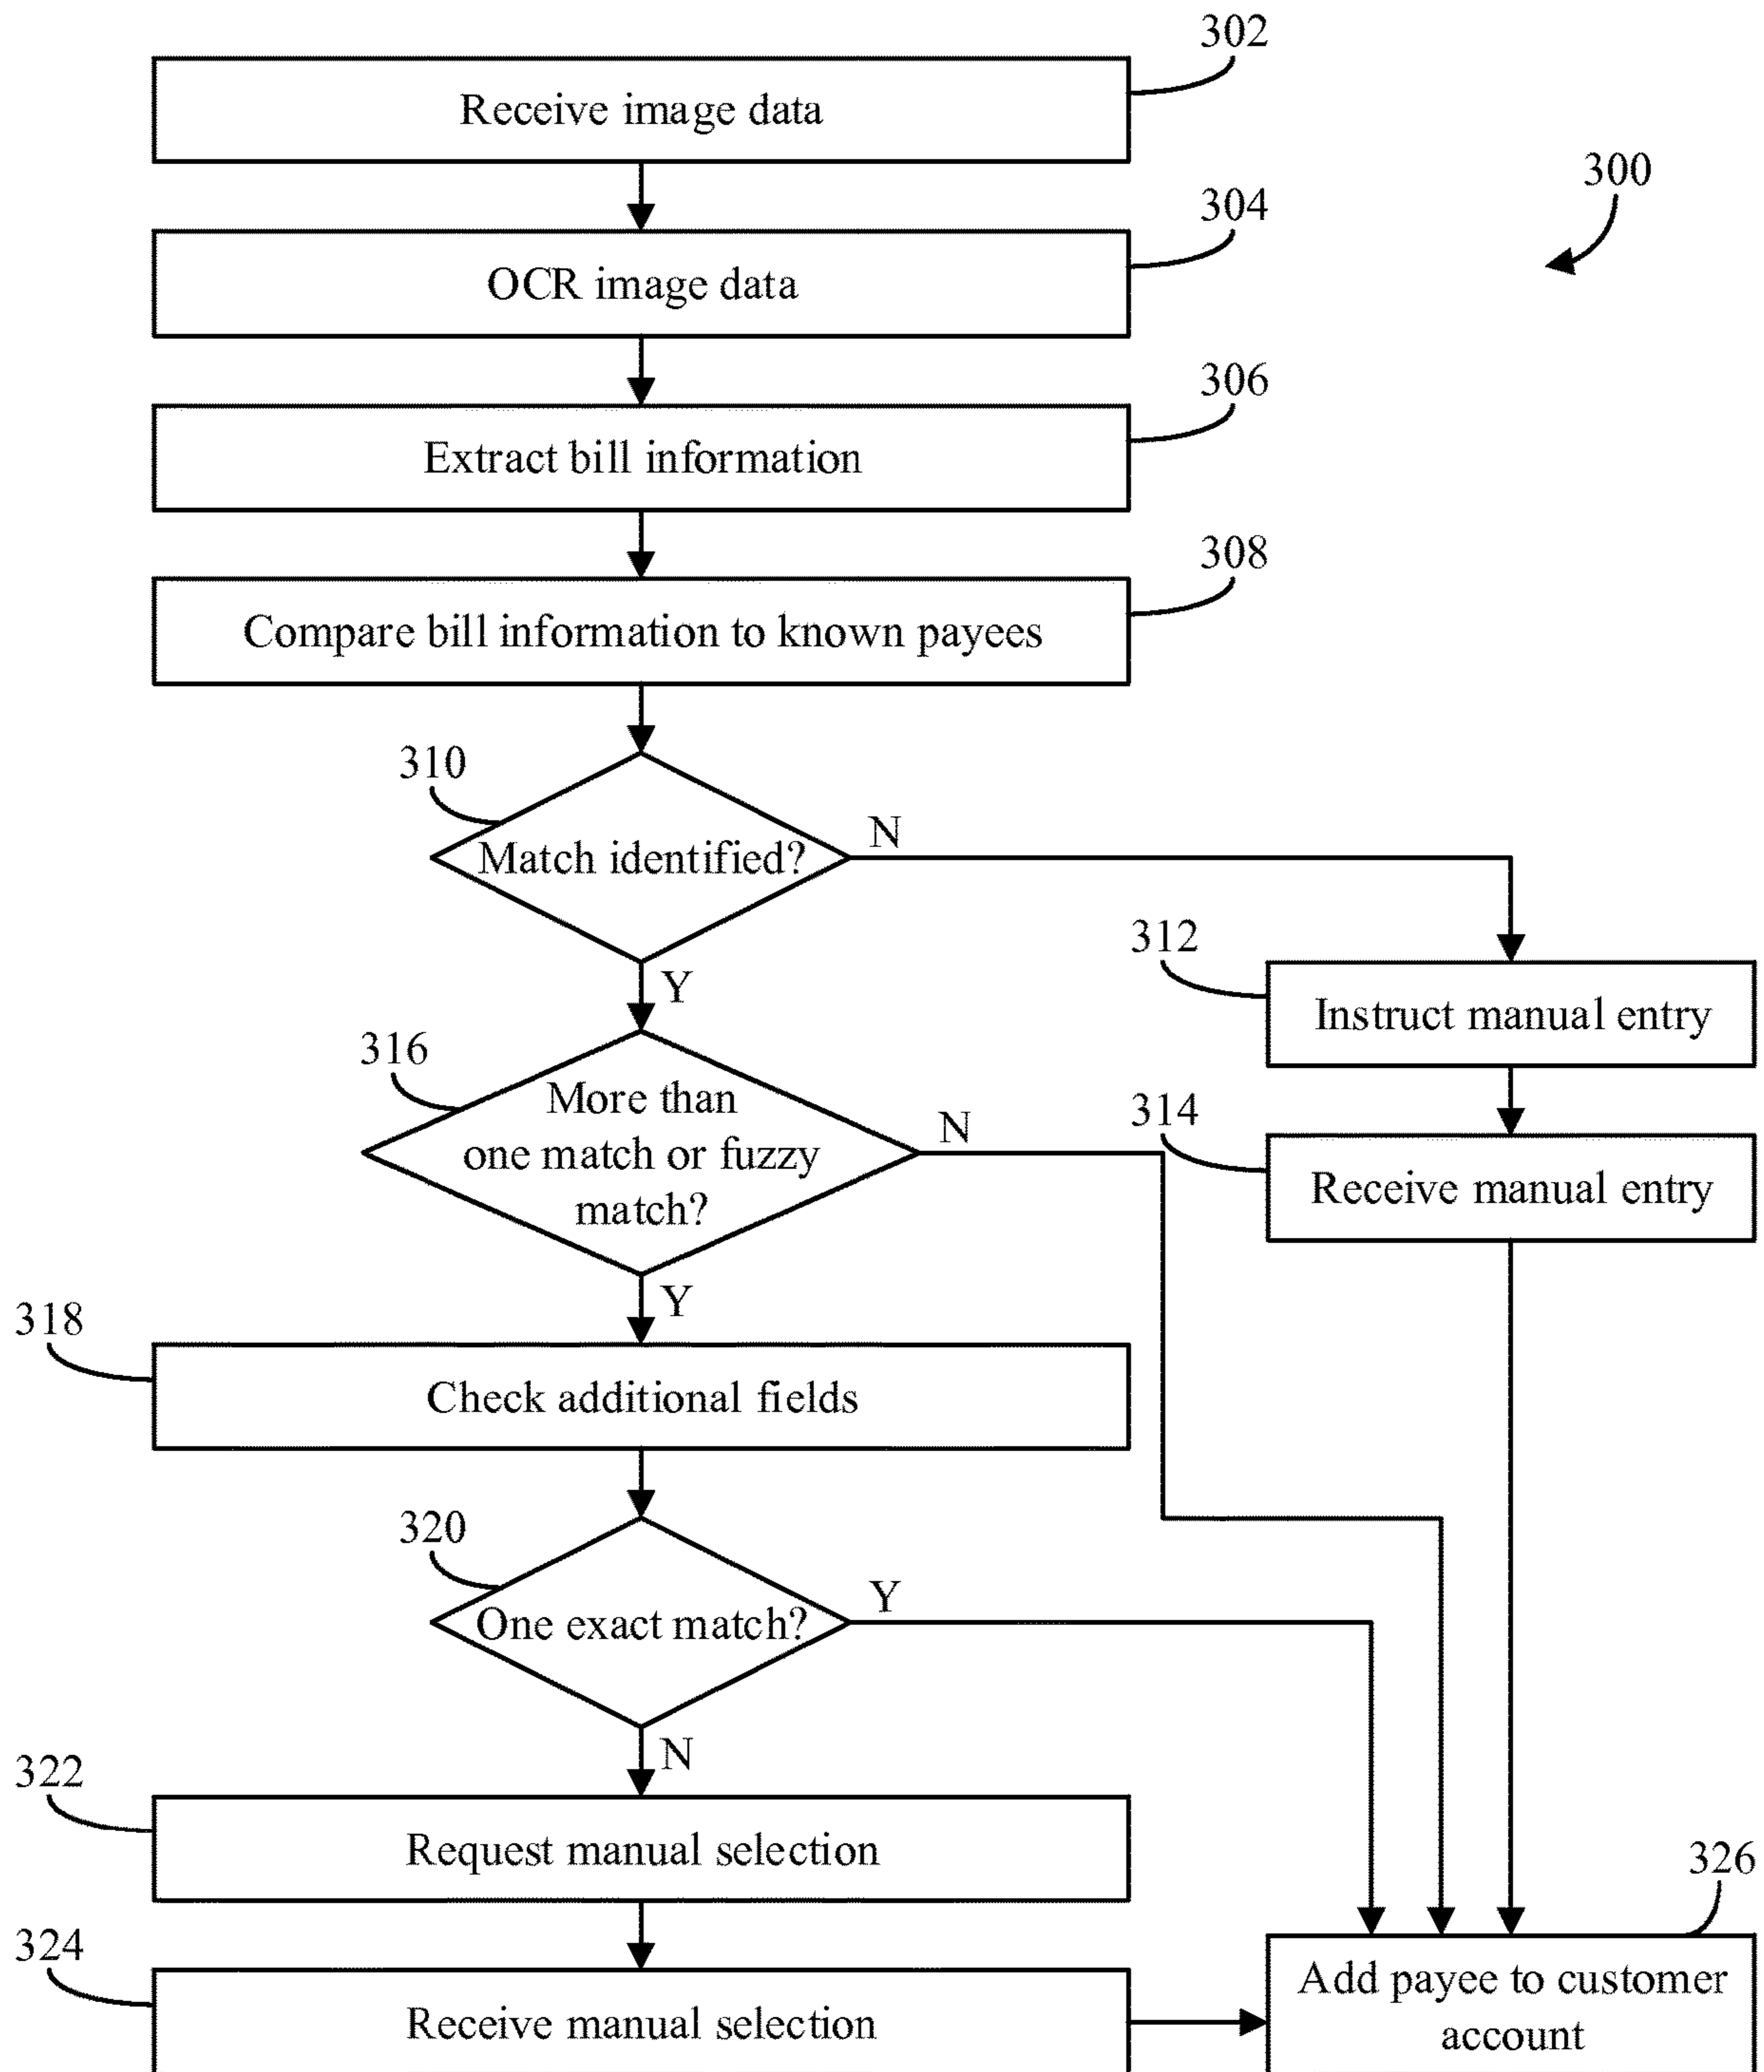 302
Receive image data
300
304
OCR image data
306
Extract bill information
308
Compare bill information to known payees
310
Match identified?
N
Y
312
Instruct manual entry
316
More than
one match or fuzzy
match?
N
Y
314
Receive manual entry
318
Check additional fields
320
One exact match?
Y
N
322
Request manual selection
324
Receive manual selection
326
Add payee to customer
account